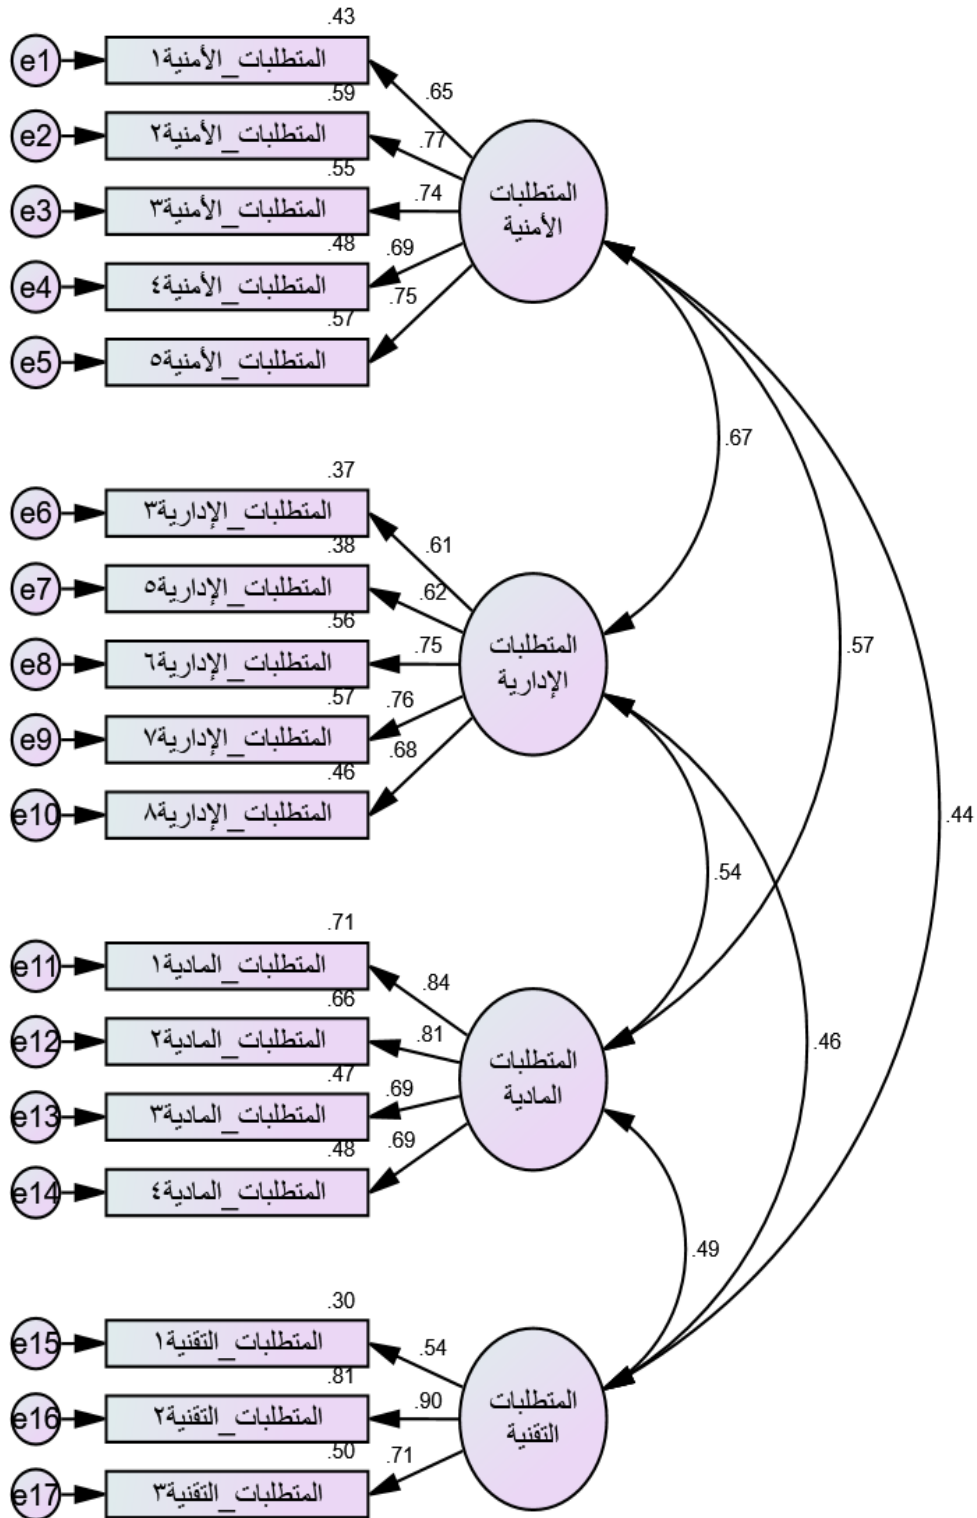 .43
e1
المتطلبات_الأمنية١
.65
.59
e2
المتطلبات_الأمنية٢
.77
.55
e3
المتطلبات_الأمنية٣
.74
.48
e4
المتطلبات_الأمنية٤
.69
.57
e5
المتطلبات_الأمنية٥
.75
المتطلبات
الأمنية
.67
.37
e6
المتطلبات_الإدارية٣
.61
.38
e7
المتطلبات_الإدارية٥
.62
.56
e8
المتطلبات_الإدارية٦
.75
.57
e9
المتطلبات_الإدارية٧
.76
.46
e10
المتطلبات_الإدارية٨
.68
المتطلبات
الإدارية
.57
.44
.54
.71
e11
المتطلبات_المادية١
.84
.66
e12
المتطلبات_المادية٢
.81
.47
e13
المتطلبات_المادية٣
.69
.48
e14
المتطلبات_المادية٤
.69
المتطلبات
المادية
.46
.49
.30
e15
المتطلبات_التقنية١
.54
.81
e16
المتطلبات_التقنية٢
.90
.50
e17
المتطلبات_التقنية٣
.71
المتطلبات
التقنية